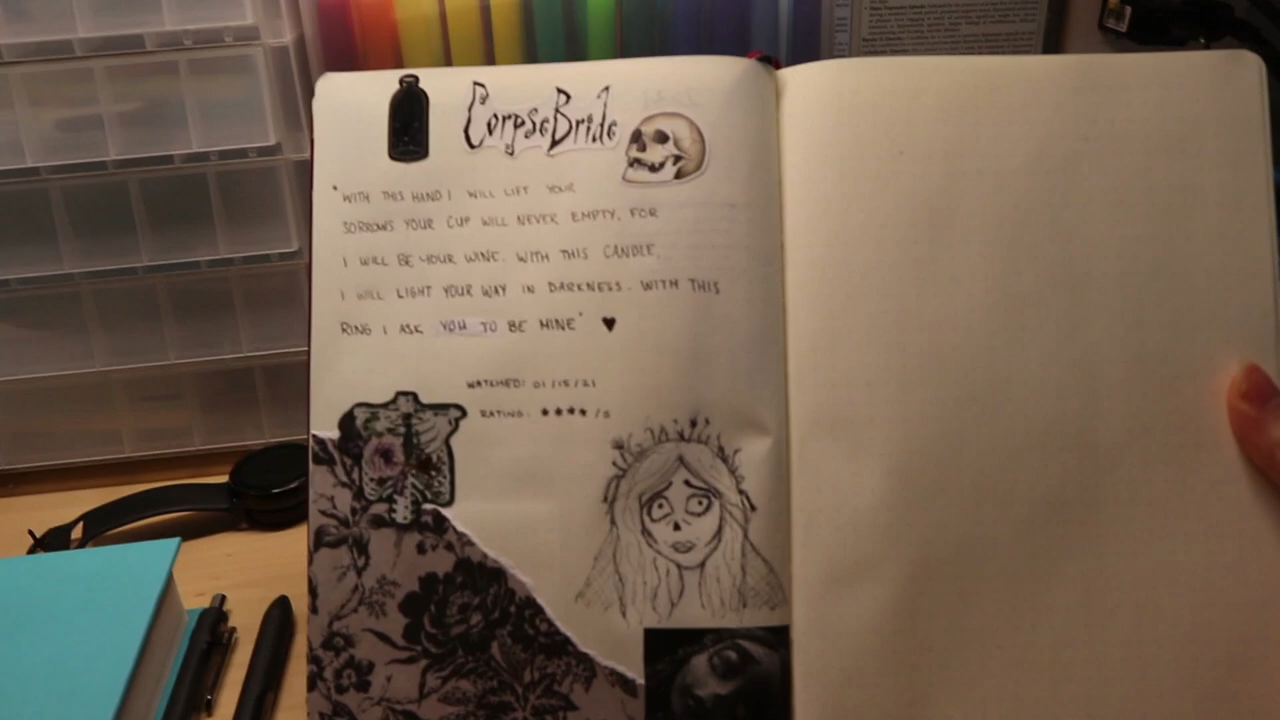 CorpseBride
"WITH THIS HAND I WILL LIFT YOUR
SORROWS YOUR CUP WILL NEVER EMPTY, FOR
I WILL BE YOUR WINE. WITH THIS CANDLE,
I WILL LIGHT YOUR WAY IN DARKNESS. WITH THIS
RING I ASK YOU TO BE MINE" ♥
WATCHED: 01/15/21
RATING: ★★★★/5